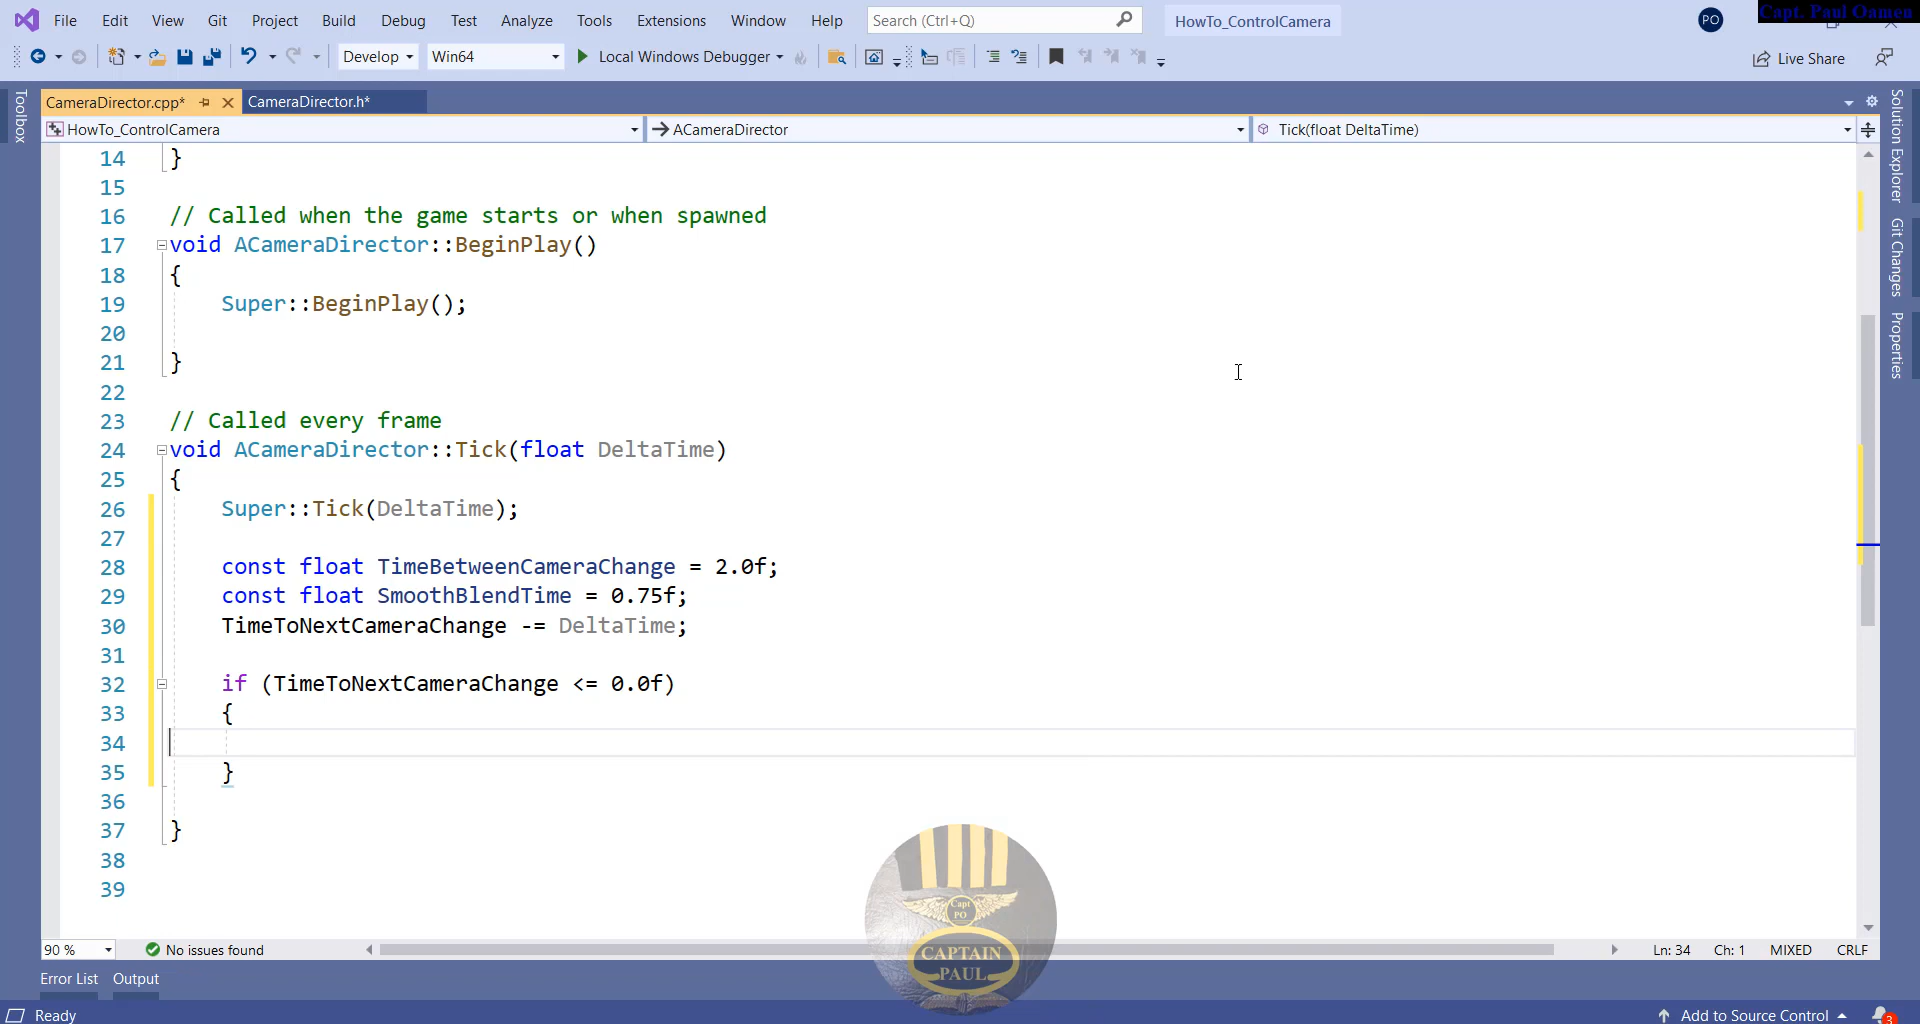 File Edit View Git Project Build Debug Test Analyze Tools Extensions Window Help Search (Ctrl+Q) HowTo_ControlCamera PO Capt. Paul Oamen
Develop Win64 Local Windows Debugger Live Share
Toolbox
CameraDirector.cpp* CameraDirector.h*
HowTo_ControlCamera ACameraDirector Tick(float DeltaTime)
14 }
15
16 // Called when the game starts or when spawned
17 void ACameraDirector::BeginPlay()
18 {
19 Super::BeginPlay();
20
21 }
22
23 // Called every frame
24 void ACameraDirector::Tick(float DeltaTime)
25 {
26 Super::Tick(DeltaTime);
27
28 const float TimeBetweenCameraChange = 2.0f;
29 const float SmoothBlendTime = 0.75f;
30 TimeToNextCameraChange -= DeltaTime;
31
32 if (TimeToNextCameraChange <= 0.0f)
33 {
34
35 }
36
37 }
38
39
Solution Explorer
Git Changes
Properties
Capt
PO
CAPTAIN
PAUL
90 % No issues found Ln: 34 Ch: 1 MIXED CRLF
Error List Output
Ready Add to Source Control 3